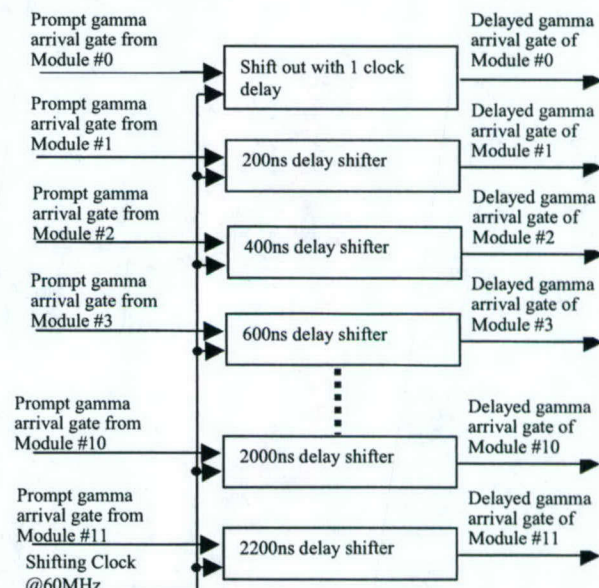 Prompt gamma
arrival gate from
Module #0
Shift out with 1 clock
delay
Delayed gamma
arrival gate of
Module #0
Prompt gamma
arrival gate from
Module #1
200ns delay shifter
Delayed gamma
arrival gate of
Module #1
Prompt gamma
arrival gate from
Module #2
400ns delay shifter
Delayed gamma
arrival gate of
Module #2
Prompt gamma
arrival gate from
Module #3
600ns delay shifter
Delayed gamma
arrival gate of
Module #3
Prompt gamma
arrival gate from
Module #10
2000ns delay shifter
Delayed gamma
arrival gate of
Module #10
Prompt gamma
arrival gate from
Module #11
2200ns delay shifter
Delayed gamma
arrival gate of
Module #11
Shifting Clock
@60MHz